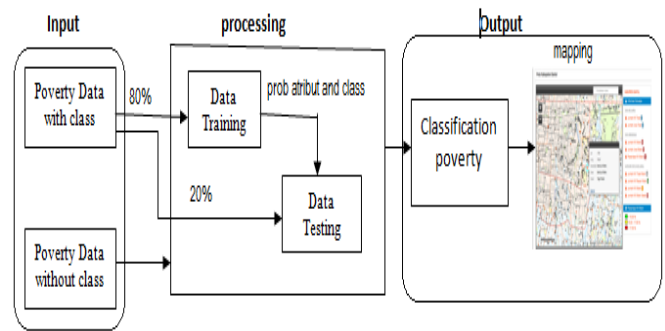 Input
processing
Output
mapping
Poverty Data
with class
80%
Data
Training
prob atribut and class
Classification
poverty
20%
Data
Testing
Poverty Data
without class